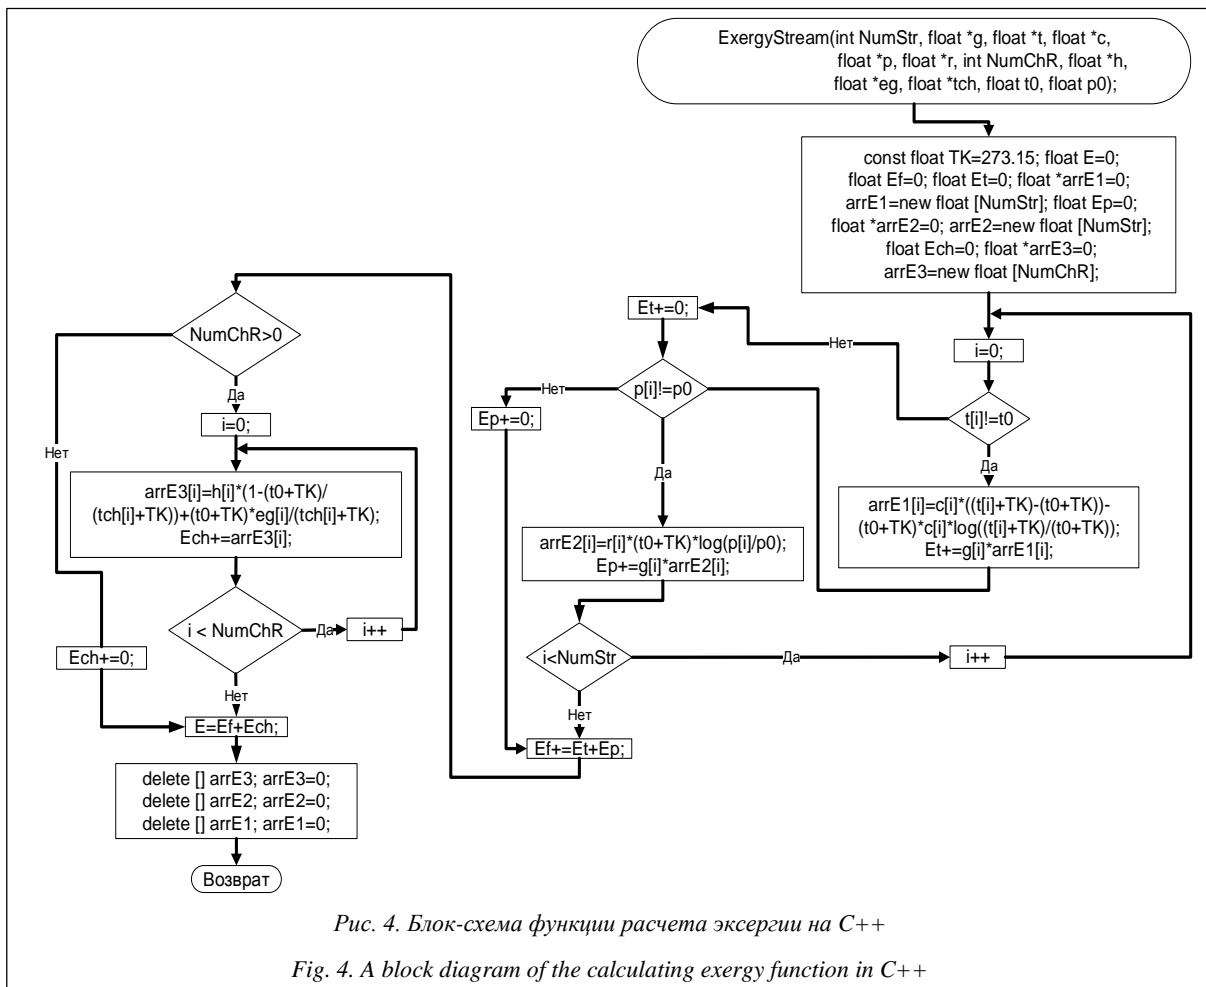 ExergyStream(int NumStr, float *g, float *t, float *c,
float *p, float *r, int NumChR, float *h,
float *eg, float *tch, float t0, float p0);
const float TK=273.15; float E=0;
float Ef=0; float Et=0; float *arrE1=0;
arrE1=new float [NumStr]; float Ep=0;
float *arrE2=0; arrE2=new float [NumStr];
float Ech=0; float *arrE3=0;
arrE3=new float [NumChR];
i=0;
t[i]!=t0
Нет
Да
arrE1[i]=c[i]*((t[i]+TK)-(t0+TK))-
(t0+TK)*c[i]*log((t[i]+TK)/(t0+TK));
Et+=g[i]*arrE1[i];
Et+=0;
p[i]!=p0
Нет
Ep+=0;
Да
arrE2[i]=r[i]*(t0+TK)*log(p[i]/p0);
Ep+=g[i]*arrE2[i];
i<NumStr
Да
i++
Нет
Ef+=Et+Ep;
NumChR>0
Да
Нет
i=0;
arrE3[i]=h[i]*(1-(t0+TK)/
(tch[i]+TK))+(t0+TK)*eg[i]/(tch[i]+TK);
Ech+=arrE3[i];
i < NumChR
Да
i++
Ech+=0;
Нет
E=Ef+Ech;
delete [] arrE3; arrE3=0;
delete [] arrE2; arrE2=0;
delete [] arrE1; arrE1=0;
Возврат
Рис. 4. Блок-схема функции расчета эксергии на C++
Fig. 4. A block diagram of the calculating exergy function in C++